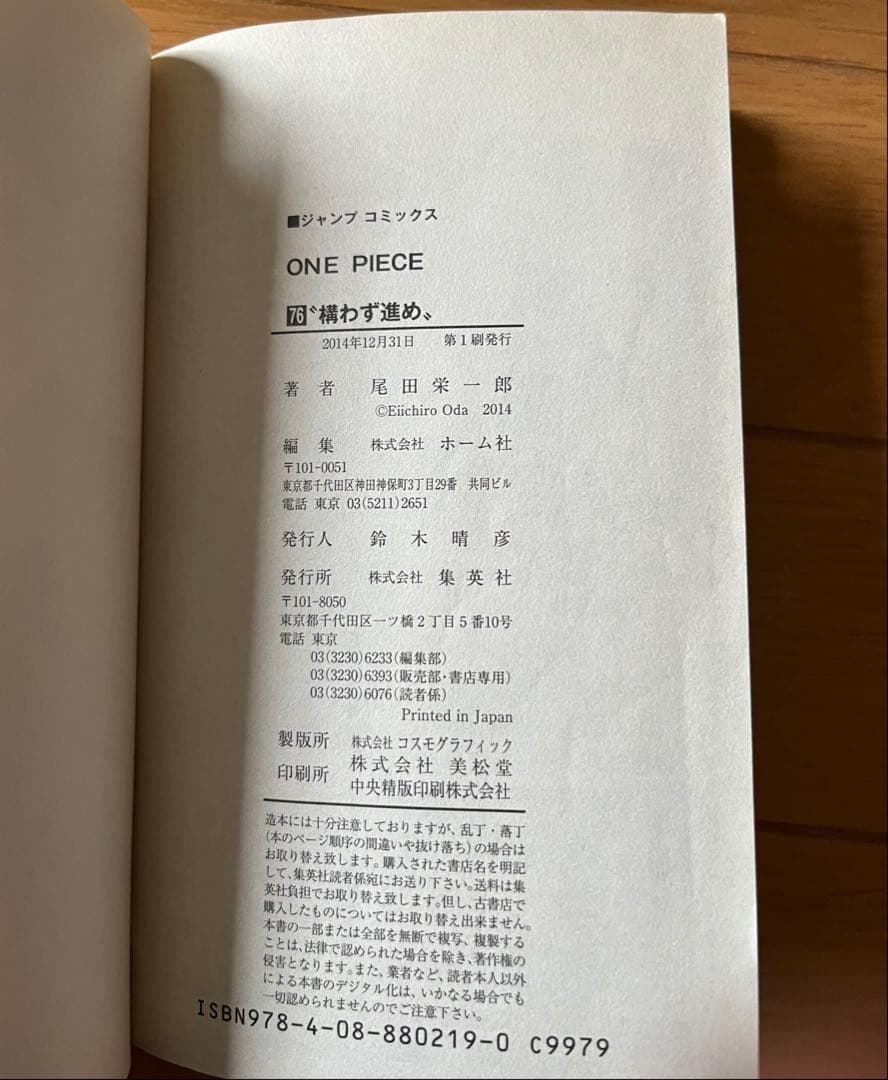 ■ジャンプ コミックス
ONE PIECE
76 〝構わず進め〟
2014年12月31日 第1刷発行
著者 尾田栄一郎
©Eiichiro Oda 2014
編集 株式会社 ホーム社
〒101-0051
東京都千代田区神田神保町3丁目29番 共同ビル
電話 東京 03(5211)2651
発行人 鈴木晴彦
発行所 株式会社 集英社
〒101-8050
東京都千代田区一ツ橋2丁目5番10号
電話 東京
03(3230)6233(編集部)
03(3230)6393(販売部・書店専用)
03(3230)6076(読者係)
Printed in Japan
製版所 株式会社 コスモグラフィック
印刷所 株式会社 美松堂
中央精版印刷株式会社
造本には十分注意しておりますが、乱丁・落丁
(本のページ順序の間違いや抜け落ち)の場合は
お取り替え致します。購入された書店名を明記
して、集英社読者係宛にお送り下さい。送料は集
英社負担でお取り替え致します。但し、古書店で
購入したものについてはお取り替え出来ません。
本書の一部または全部を無断で複写、複製する
ことは、法律で認められた場合を除き、著作権の
侵害となります。また、業者など、読者本人以外
による本書のデジタル化は、いかなる場合でも
一切認められませんのでご注意下さい。
ISBN978-4-08-880219-0 C9979